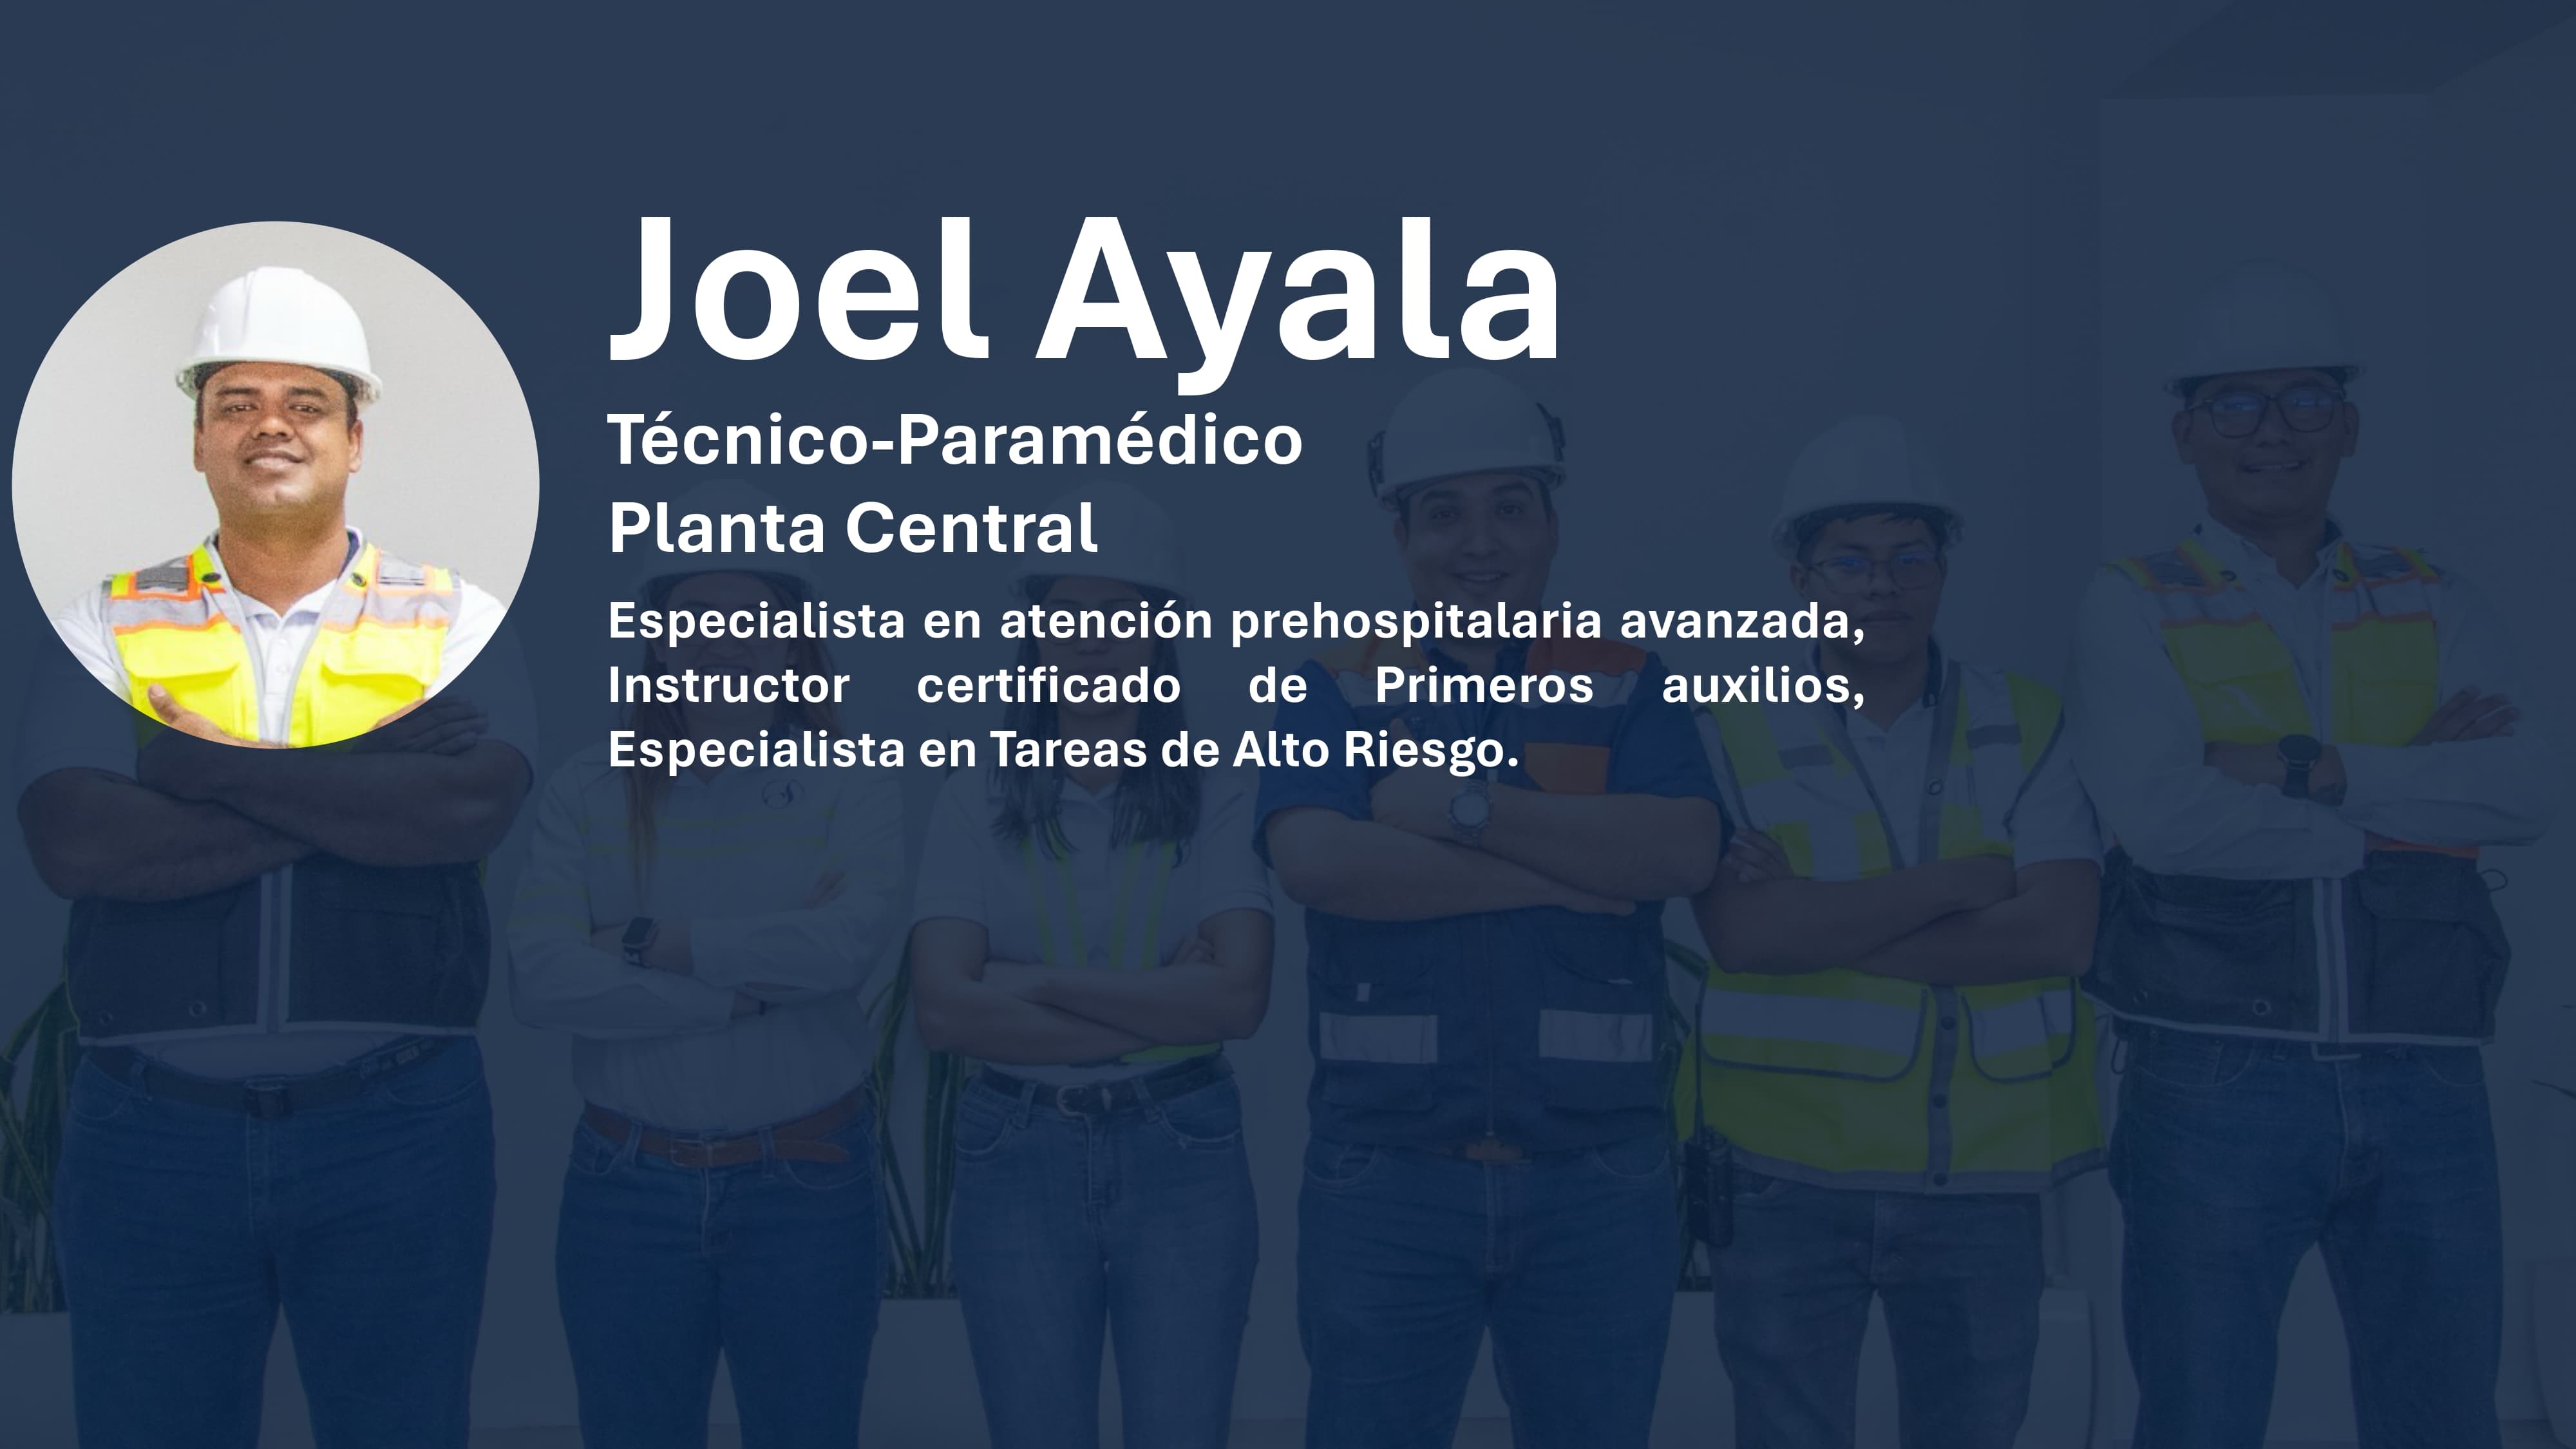 Joel Ayala
Técnico-Paramédico
Planta Central
Especialista en atención prehospitalaria avanzada,
Instructor certificado de Primeros auxilios,
Especialista en Tareas de Alto Riesgo.